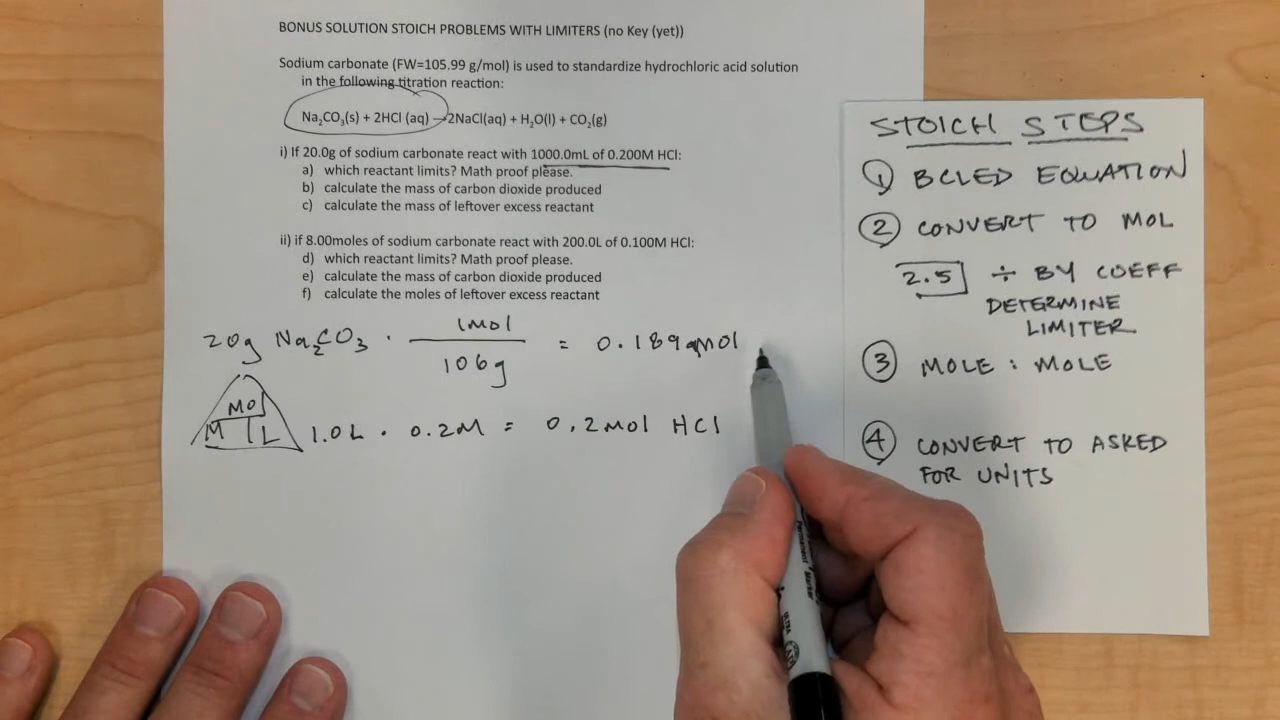 BONUS SOLUTION STOICH PROBLEMS WITH LIMITERS (no Key (yet))
Sodium carbonate (FW=105.99 g/mol) is used to standardize hydrochloric acid solution
in the following titration reaction:
Na₂CO₃(s) + 2HCl (aq) →2NaCl(aq) + H₂O(l) + CO₂(g)
i) If 20.0g of sodium carbonate react with 1000.0mL of 0.200M HCl:
a) which reactant limits? Math proof please.
b) calculate the mass of carbon dioxide produced
c) calculate the mass of leftover excess reactant
ii) if 8.00moles of sodium carbonate react with 200.0L of 0.100M HCl:
d) which reactant limits? Math proof please.
e) calculate the mass of carbon dioxide produced
f) calculate the moles of leftover excess reactant
20g Na₂CO₃ · 1mol / 106g = 0.189mol
Mol
M L 1.0L · 0.2M = 0.2mol HCl
STOICH STEPS
① BCLED EQUATION
② CONVERT TO MOL
2.5 ÷ BY COEFF
DETERMINE
LIMITER
③ MOLE : MOLE
④ CONVERT TO ASKED
FOR UNITS
Permanent Marker
ULTRA